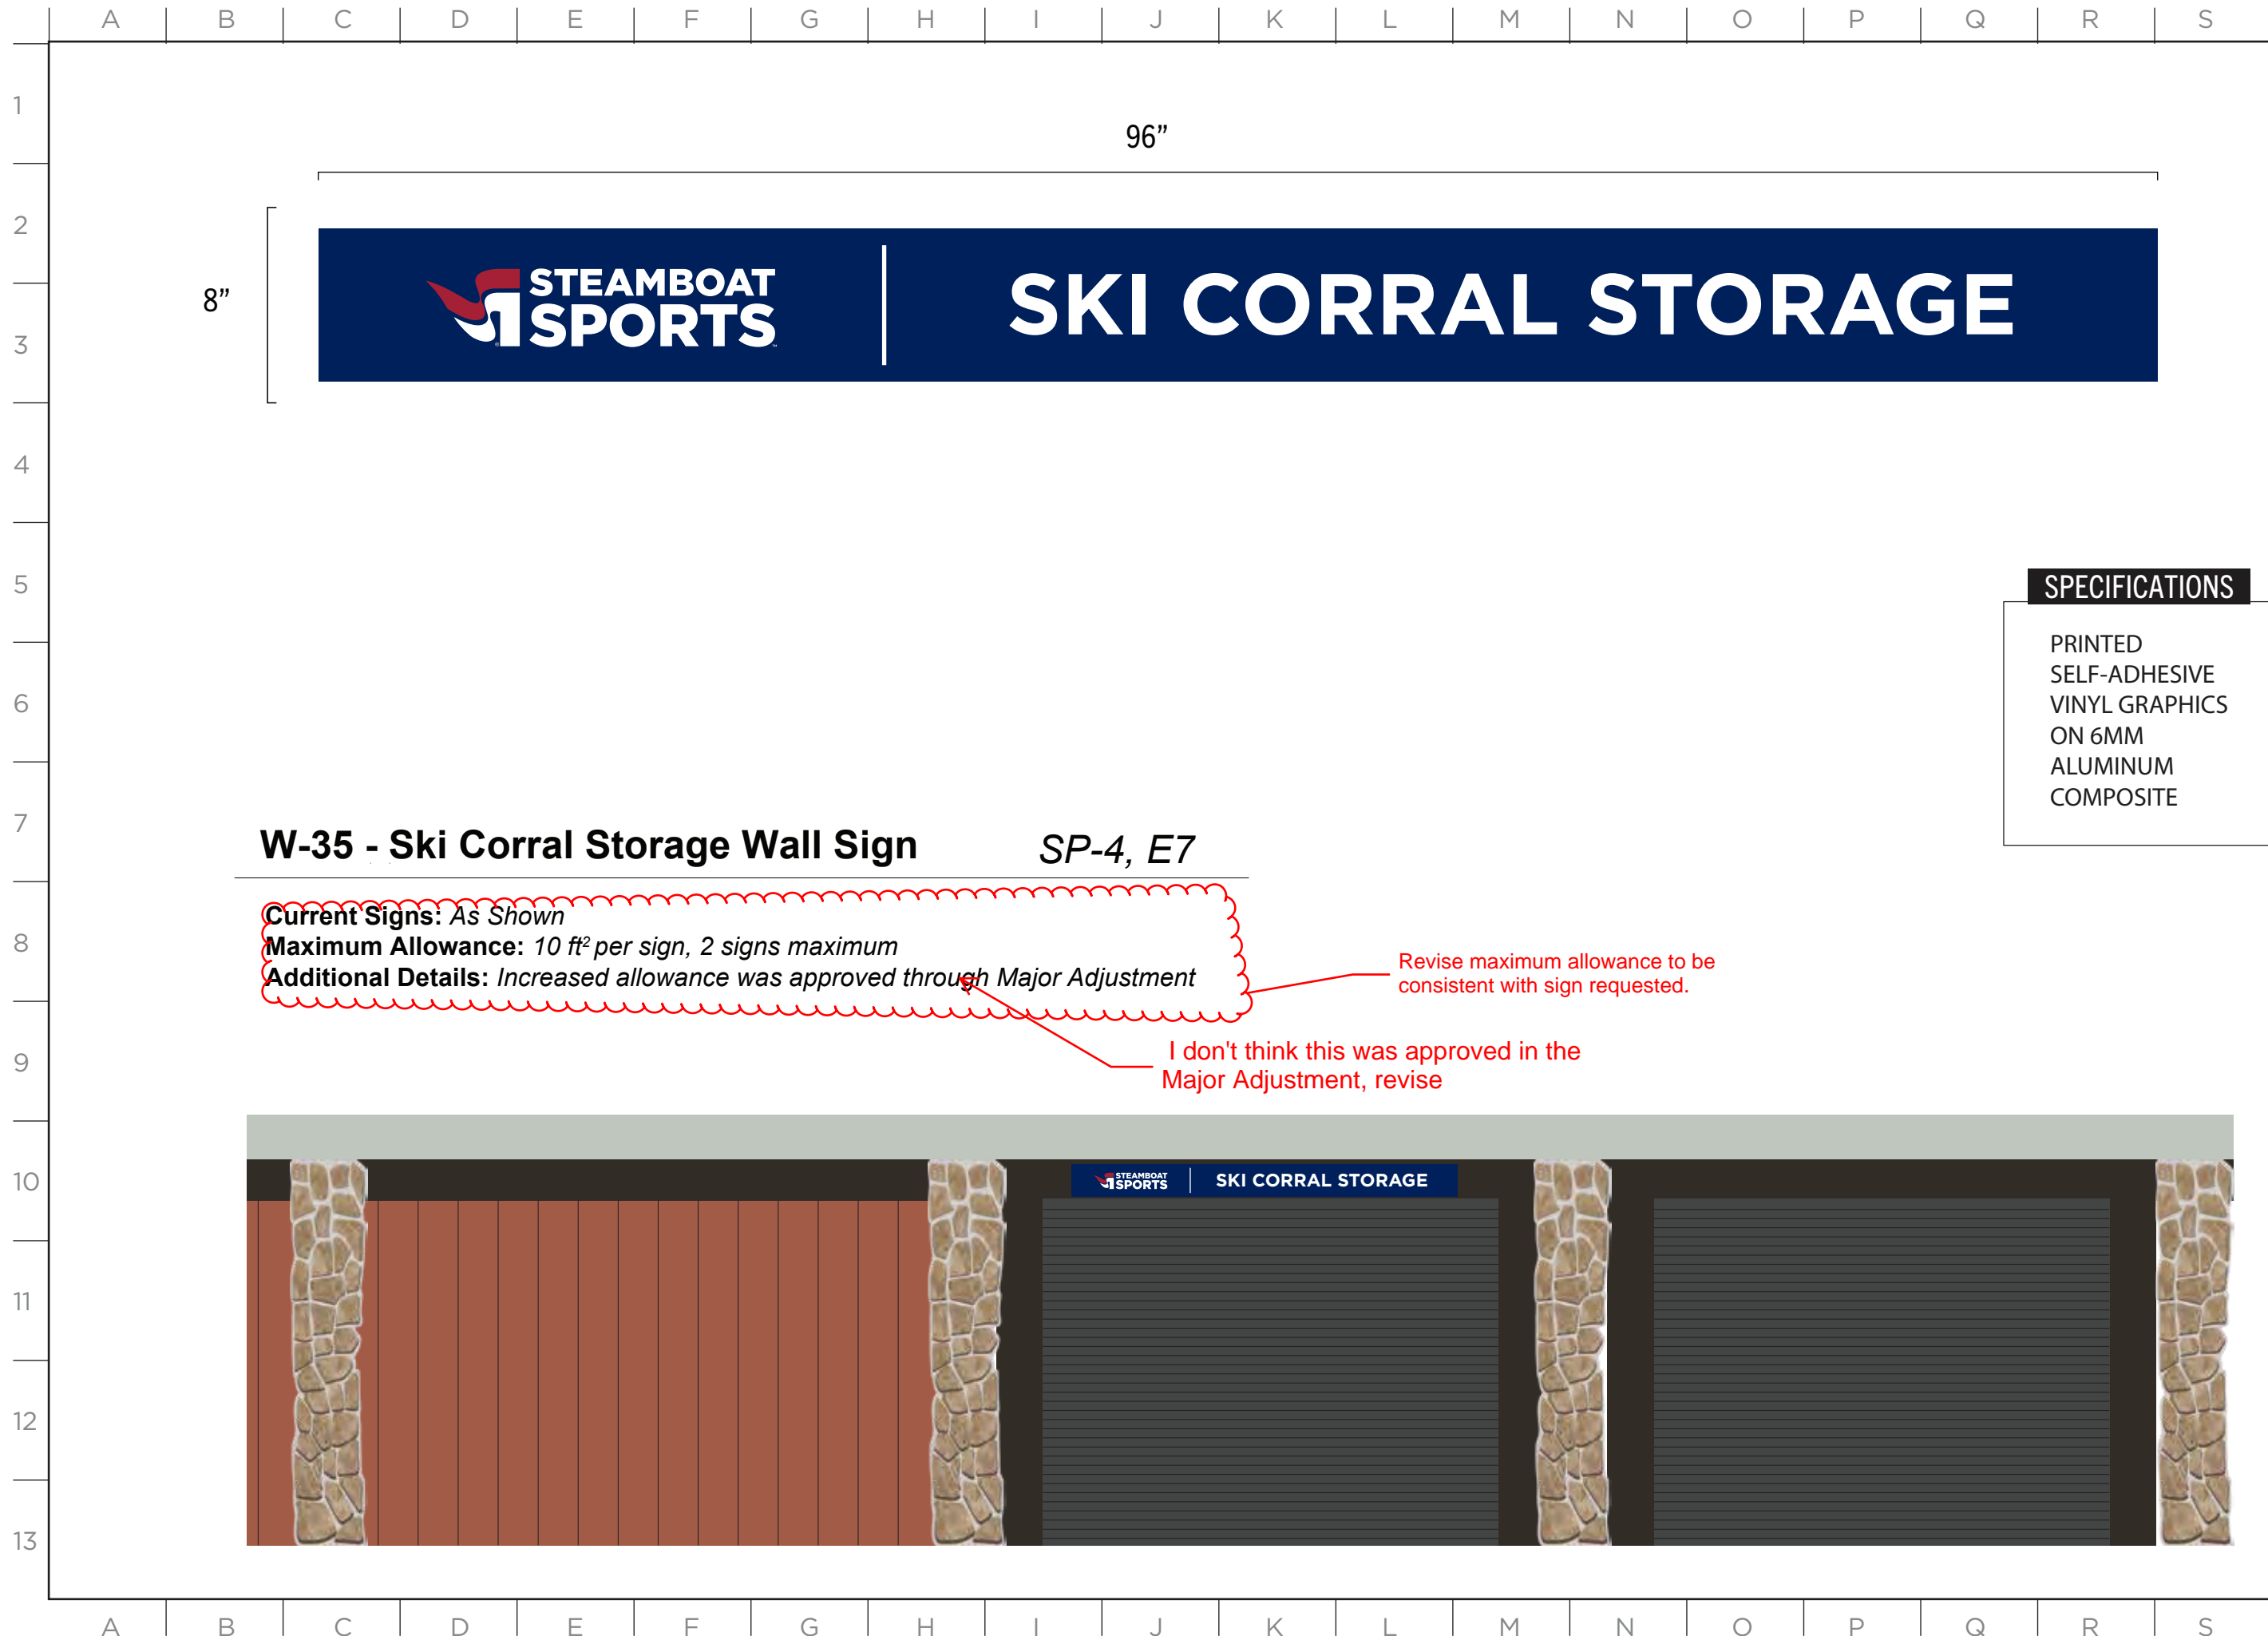 A B C D E F G H I J K L M N O P Q R S
1
96”
2
8”
STEAMBOAT
SPORTS
SKI CORRAL STORAGE
3
4
5
SPECIFICATIONS
PRINTED
SELF-ADHESIVE
VINYL GRAPHICS
ON 6MM
ALUMINUM
COMPOSITE
6
7
W-35 - Ski Corral Storage Wall Sign SP-4, E7
Current Signs: As Shown
8
Maximum Allowance: 10 ft² per sign, 2 signs maximum
Additional Details: Increased allowance was approved through Major Adjustment
Revise maximum allowance to be
consistent with sign requested.
9
I don't think this was approved in the
Major Adjustment, revise
10
STEAMBOAT
SPORTS
SKI CORRAL STORAGE
11
12
13
A B C D E F G H I J K L M N O P Q R S